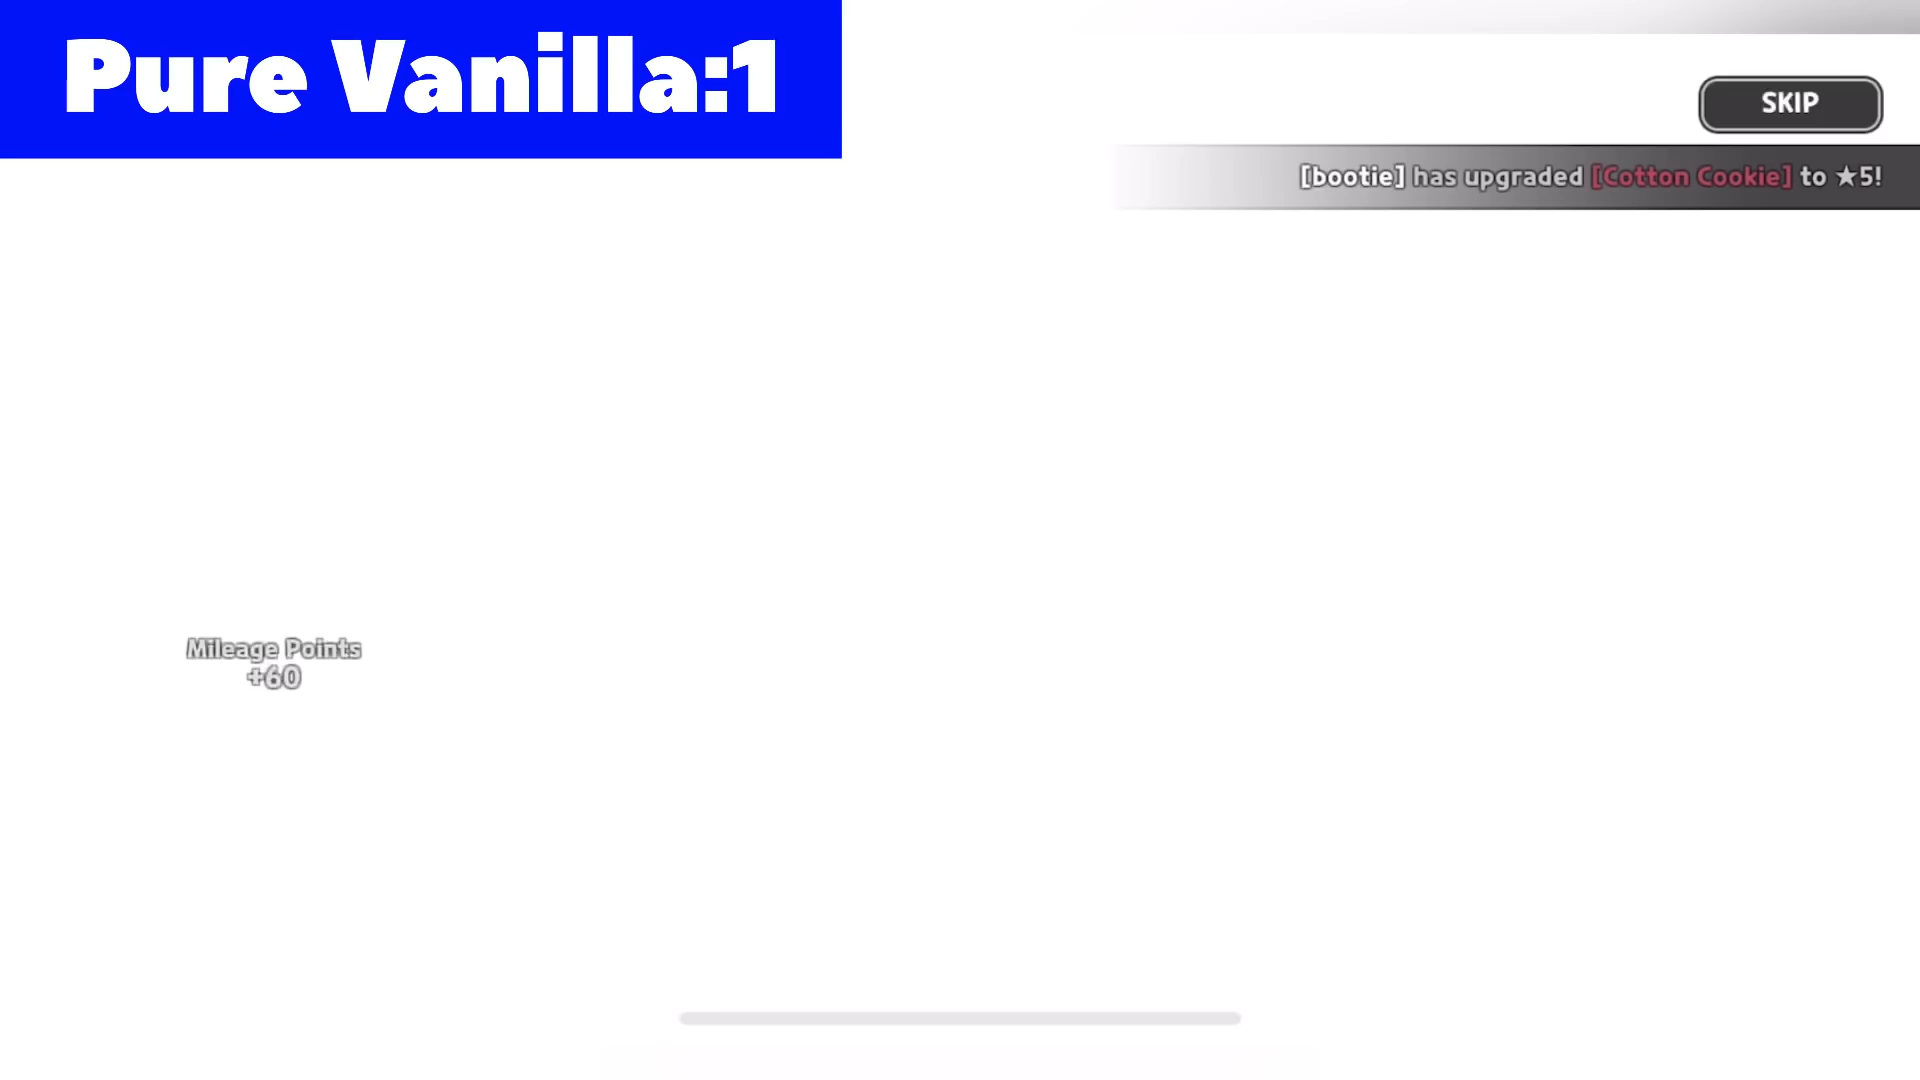 Pure Vanilla:1
SKIP
[bootie] has upgraded [Cotton Cookie] to ★5!
Mileage Points
+60